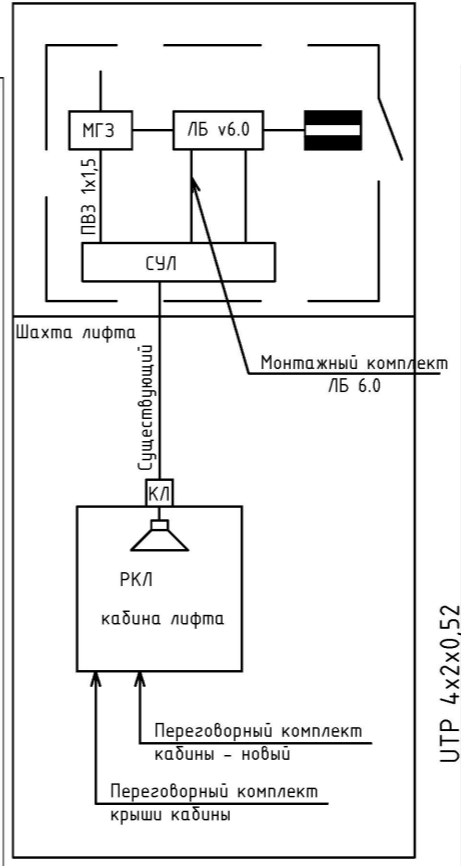 МГЗ
ЛБ v6.0
ПВЗ 1х1,5
СУЛ
Шахта лифта
Существующий
Монтажный комплект
ЛБ 6.0
КЛ
РКЛ
кабина лифта
UTP 4x2x0,52
Переговорный комплект
кабины - новый
Переговорный комплект
крыши кабины